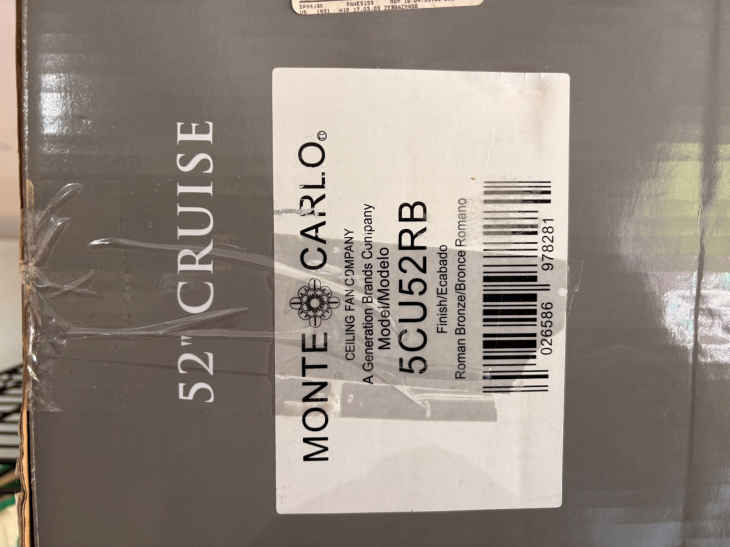 52" CRUISE
MONTE CARLO
CEILING FAN COMPANY
A Generation Brands Company
Model/Modelo
5CU52RB
Finish/Ecabado
Roman Bronze/Bronce Romano
026586 978281